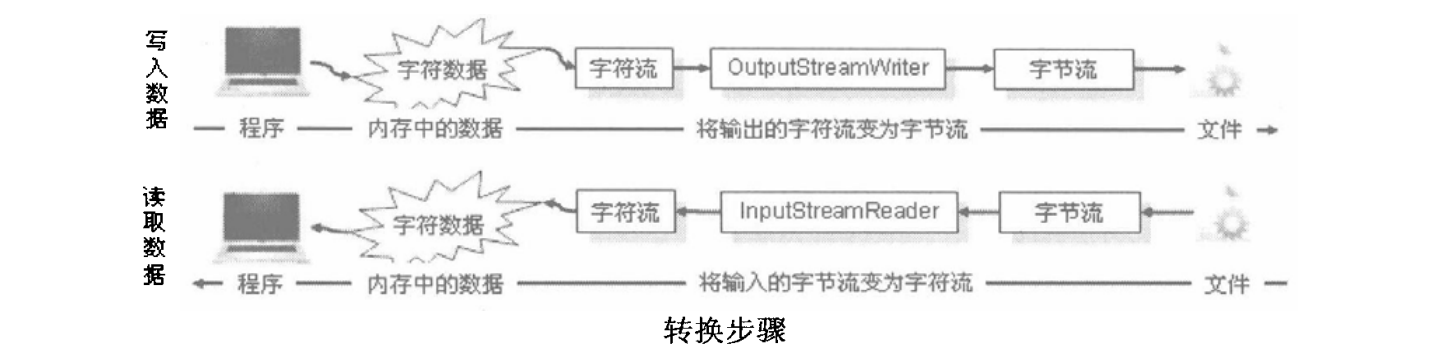 写入数据
字符数据
字符流
OutputStreamWriter
字节流
程序
内存中的数据
将输出的字符流变为字节流
文件
读取数据
字符数据
字符流
InputStreamReader
字节流
程序
内存中的数据
将输入的字节流变为字符流
文件
转换步骤